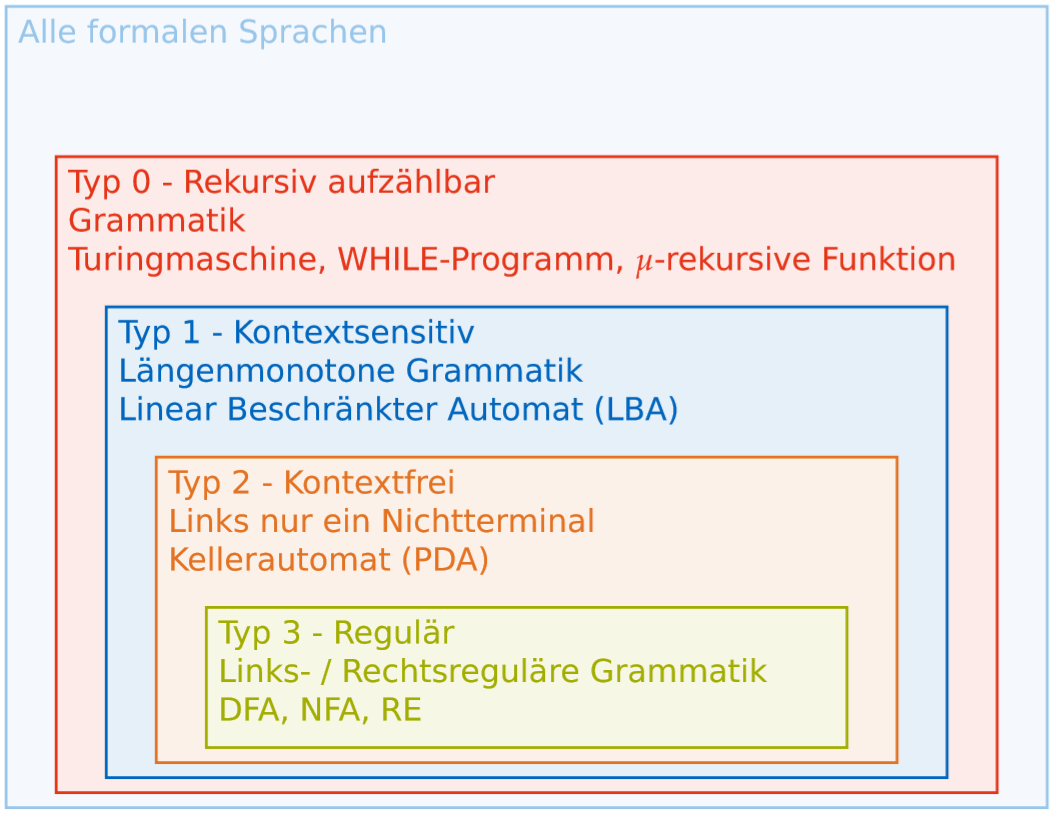 Alle formalen Sprachen
Typ 0 - Rekursiv aufzählbar
Grammatik
Turingmaschine, WHILE-Programm, μ-rekursive Funktion
Typ 1 - Kontextsensitiv
Längenmonotone Grammatik
Linear Beschränkter Automat (LBA)
Typ 2 - Kontextfrei
Links nur ein Nichtterminal
Kellerautomat (PDA)
Typ 3 - Regulär
Links- / Rechtsreguläre Grammatik
DFA, NFA, RE